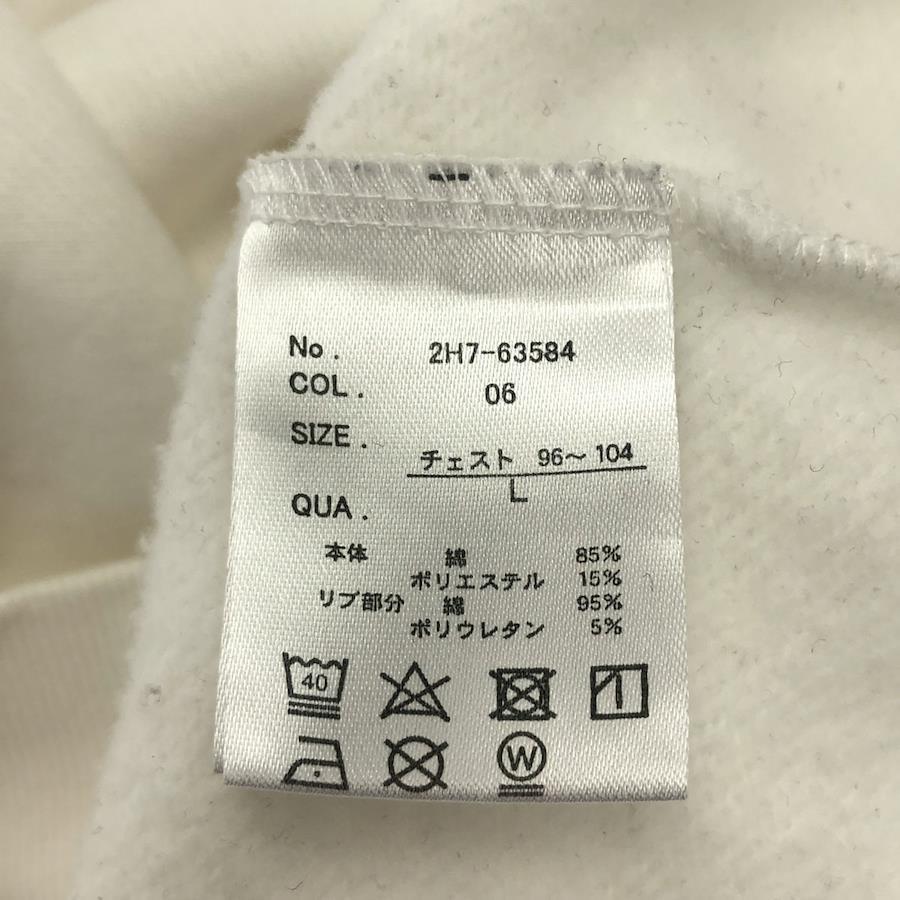 No. 2H7-63584
COL. 06
SIZE. チェスト 96～104
L
QUA.
本体 綿 85%
ポリエステル 15%
リブ部分 綿 95%
ポリウレタン 5%
40
W